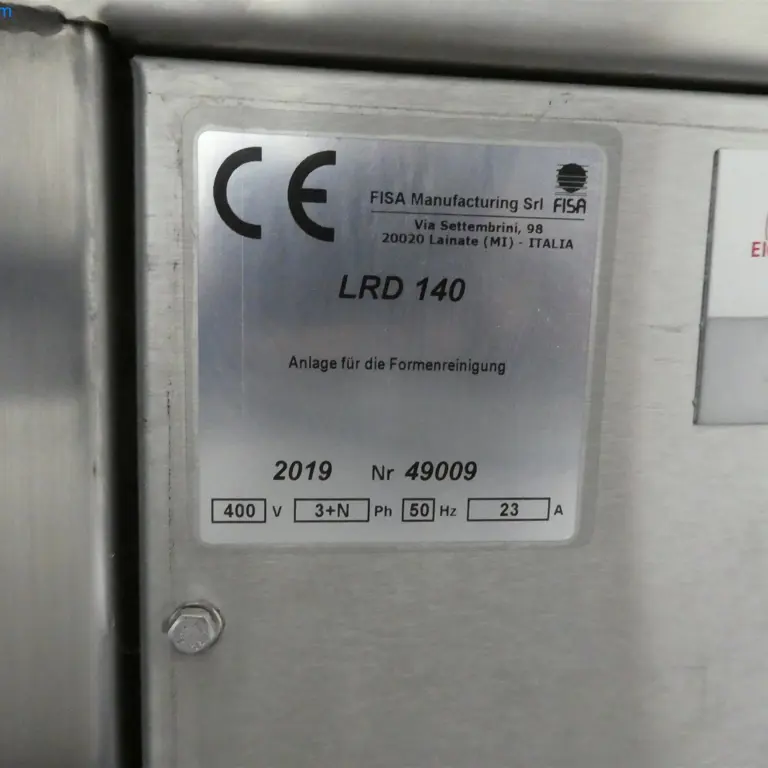 m
CE
FISA Manufacturing Srl FISA
Via Settembrini, 98
20020 Lainate (MI) - ITALIA
LRD 140
Anlage für die Formenreinigung
2019 Nr 49009
400 V 3+N Ph 50 Hz 23 A